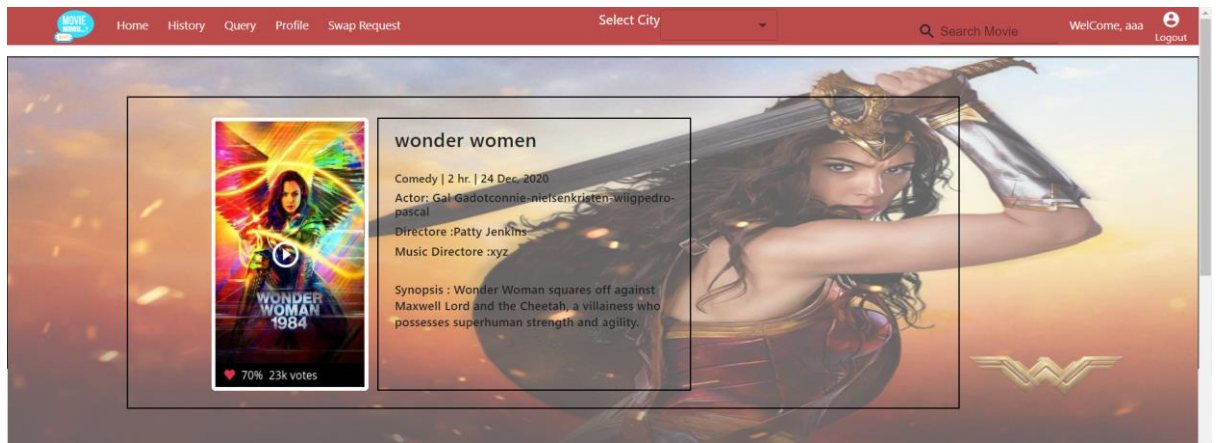 MOVIE
Home History Query Profile Swap Request Select City Search Movie WelCome, aaa
Logout
wonder women
Comedy | 2 hr. | 24 Dec, 2020
Actor: Gal Gadotconnie-nielsenkristen-wiigpedro-
pascal
Directore :Patty Jenkins
Music Directore :xyz
Synopsis : Wonder Woman squares off against
Maxwell Lord and the Cheetah, a villainess who
possesses superhuman strength and agility.
WONDER
WOMAN
1984
70% 23k votes